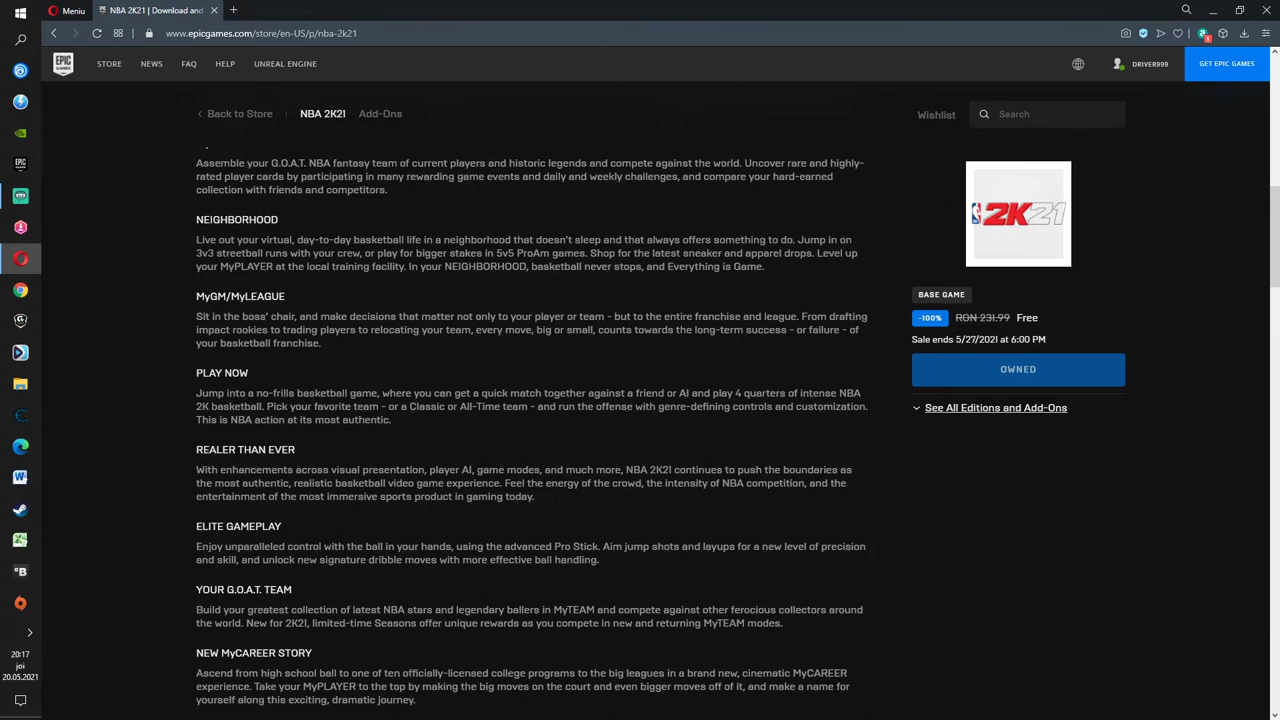 Meniu
NBA 2K21 | Download and
www.epicgames.com/store/en-US/p/nba-2k21
EPIC GAMES
STORE
NEWS
FAQ
HELP
UNREAL ENGINE
DRIVER999
GET EPIC GAMES
Back to Store
NBA 2K21
Add-Ons
Wishlist
Search
Assemble your G.O.A.T. NBA fantasy team of current players and historic legends and compete against the world. Uncover rare and highly-
rated player cards by participating in many rewarding game events and daily and weekly challenges, and compare your hard-earned
collection with friends and competitors.
NEIGHBORHOOD
Live out your virtual, day-to-day basketball life in a neighborhood that doesn't sleep and that always offers something to do. Jump in on
3v3 streetball runs with your crew, or play for bigger stakes in 5v5 ProAm games. Shop for the latest sneaker and apparel drops. Level up
your MyPLAYER at the local training facility. In your NEIGHBORHOOD, basketball never stops, and Everything is Game.
MyGM/MyLEAGUE
Sit in the boss' chair, and make decisions that matter not only to your player or team - but to the entire franchise and league. From drafting
impact rookies to trading players to relocating your team, every move, big or small, counts towards the long-term success - or failure - of
your basketball franchise.
PLAY NOW
Jump into a no-frills basketball game, where you can get a quick match together against a friend or AI and play 4 quarters of intense NBA
2K basketball. Pick your favorite team - or a Classic or All-Time team - and run the offense with genre-defining controls and customization.
This is NBA action at its most authentic.
REALER THAN EVER
With enhancements across visual presentation, player AI, game modes, and much more, NBA 2K21 continues to push the boundaries as
the most authentic, realistic basketball video game experience. Feel the energy of the crowd, the intensity of NBA competition, and the
entertainment of the most immersive sports product in gaming today.
ELITE GAMEPLAY
Enjoy unparalleled control with the ball in your hands, using the advanced Pro Stick. Aim jump shots and layups for a new level of precision
and skill, and unlock new signature dribble moves with more effective ball handling.
YOUR G.O.A.T. TEAM
Build your greatest collection of latest NBA stars and legendary ballers in MyTEAM and compete against other ferocious collectors around
the world. New for 2K21, limited-time Seasons offer unique rewards as you compete in new and returning MyTEAM modes.
NEW MyCAREER STORY
Ascend from high school ball to one of ten officially-licensed college programs to the big leagues in a brand new, cinematic MyCAREER
experience. Take your MyPLAYER to the top by making the big moves on the court and even bigger moves off of it, and make a name for
yourself along this exciting, dramatic journey.
2K21
BASE GAME
-100%
RON 231.99
Free
Sale ends 5/27/2021 at 6:00 PM
OWNED
See All Editions and Add-Ons
20:17
joi
20.05.2021